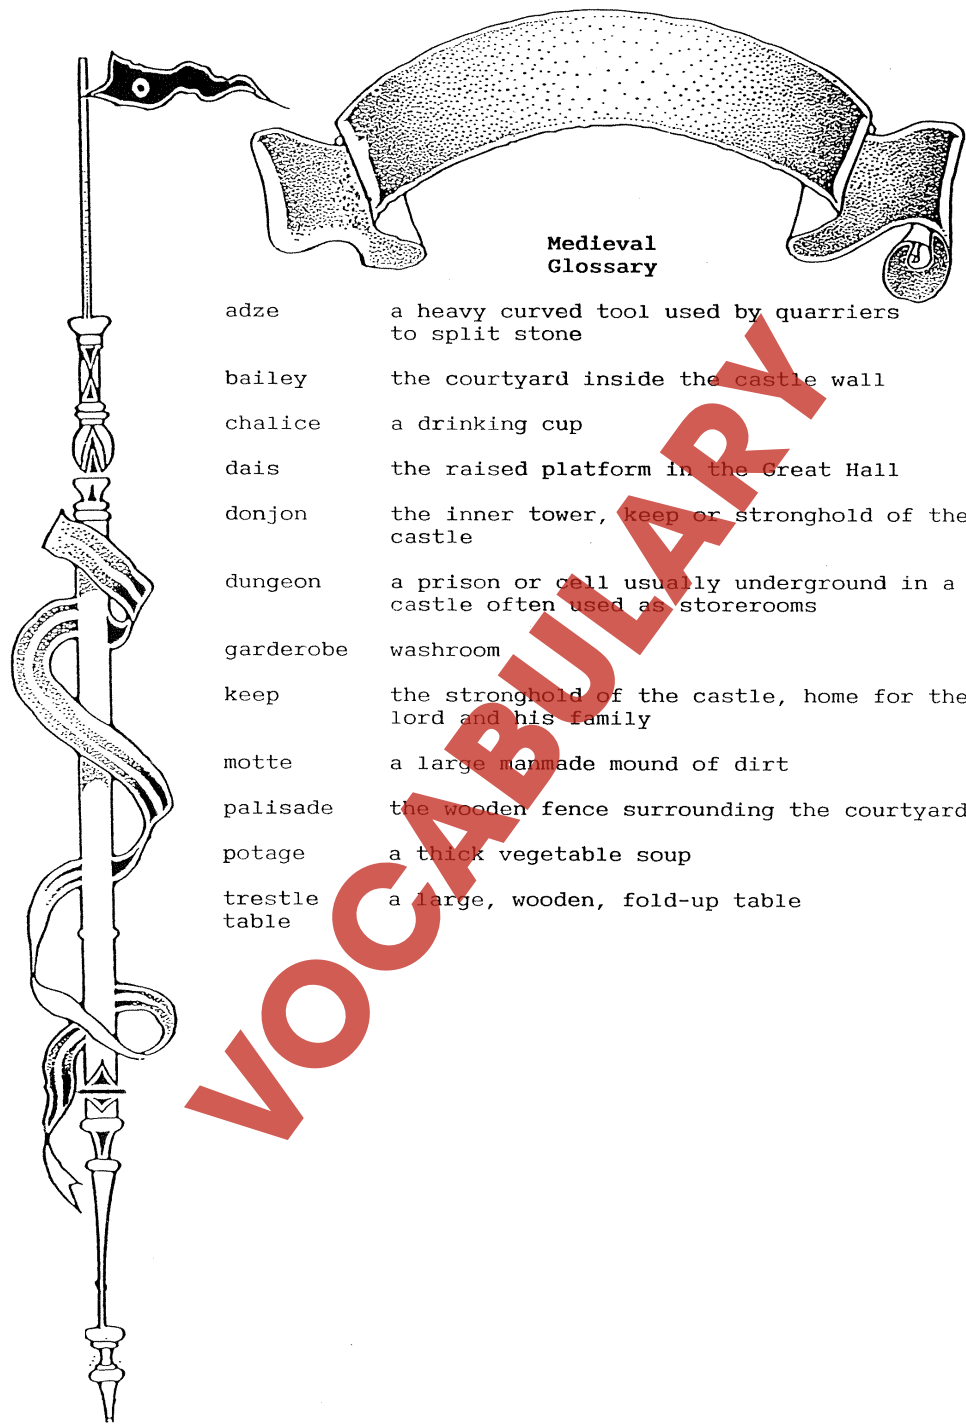 Medieval
Glossary
adze a heavy curved tool used by quarriers
to split stone
bailey the courtyard inside the castle wall
chalice a drinking cup
dais the raised platform in the Great Hall
donjon the inner tower, keep or stronghold of the
castle
dungeon a prison or cell usually underground in a
castle often used as storerooms
garderobe washroom
keep the stronghold of the castle, home for the
lord and his family
motte a large manmade mound of dirt
palisade the wooden fence surrounding the courtyard
potage a thick vegetable soup
trestle a large, wooden, fold-up table
table
VOCABULARY